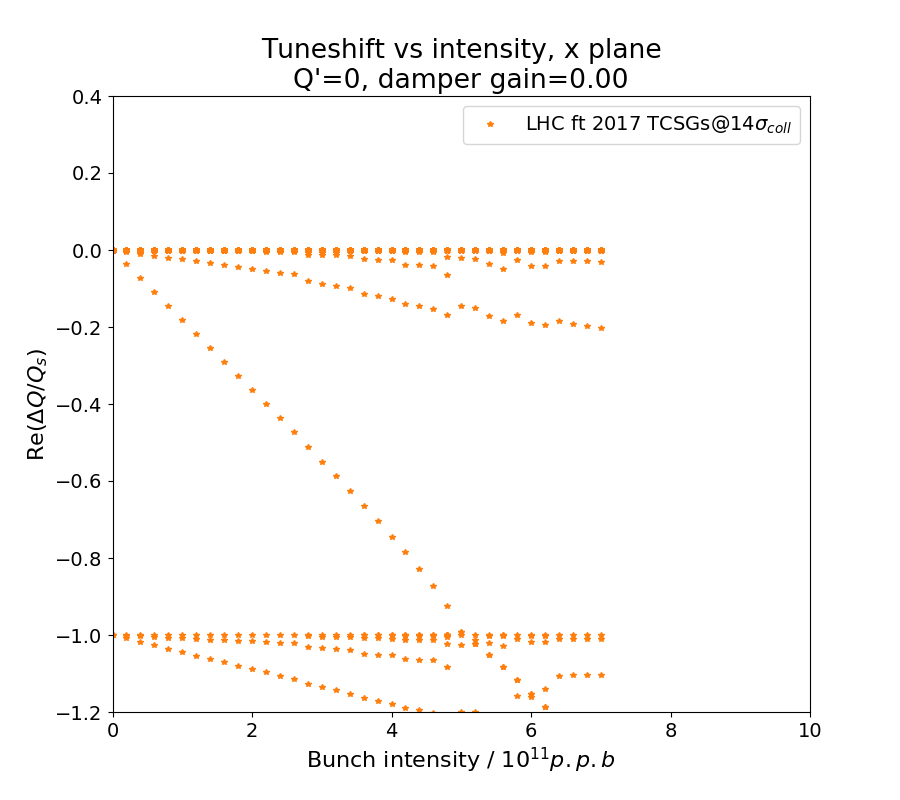 Tuneshift vs intensity, x plane
Q'=0, damper gain=0.00
LHC ft 2017 TCSGs@14σcoll
0.4
0.2
0.0
−0.2
−0.4
−0.6
−0.8
−1.0
−1.2
Re(ΔQ/Qs)
0 2 4 6 8 10
Bunch intensity / 10¹¹p.p.b